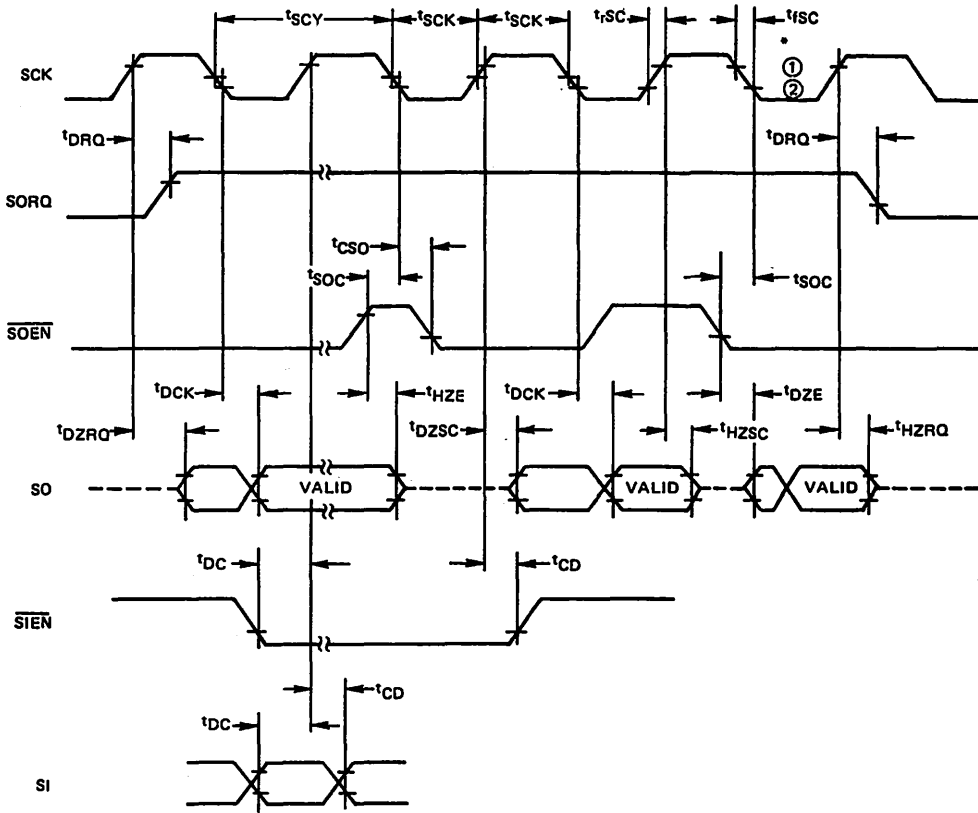 tSCY
tSCK
tSCK
trSC
tfSC
*
SCK
①
②
tDRQ
tDRQ
SORQ
tCSO
tSOC
tSOC
SOEN
tDCK
tHZE
tDCK
tDZE
tDZRQ
tDZSC
tHZSC
tHZRQ
SO
VALID
VALID
VALID
tDC
tCD
SIEN
tCD
tDC
SI